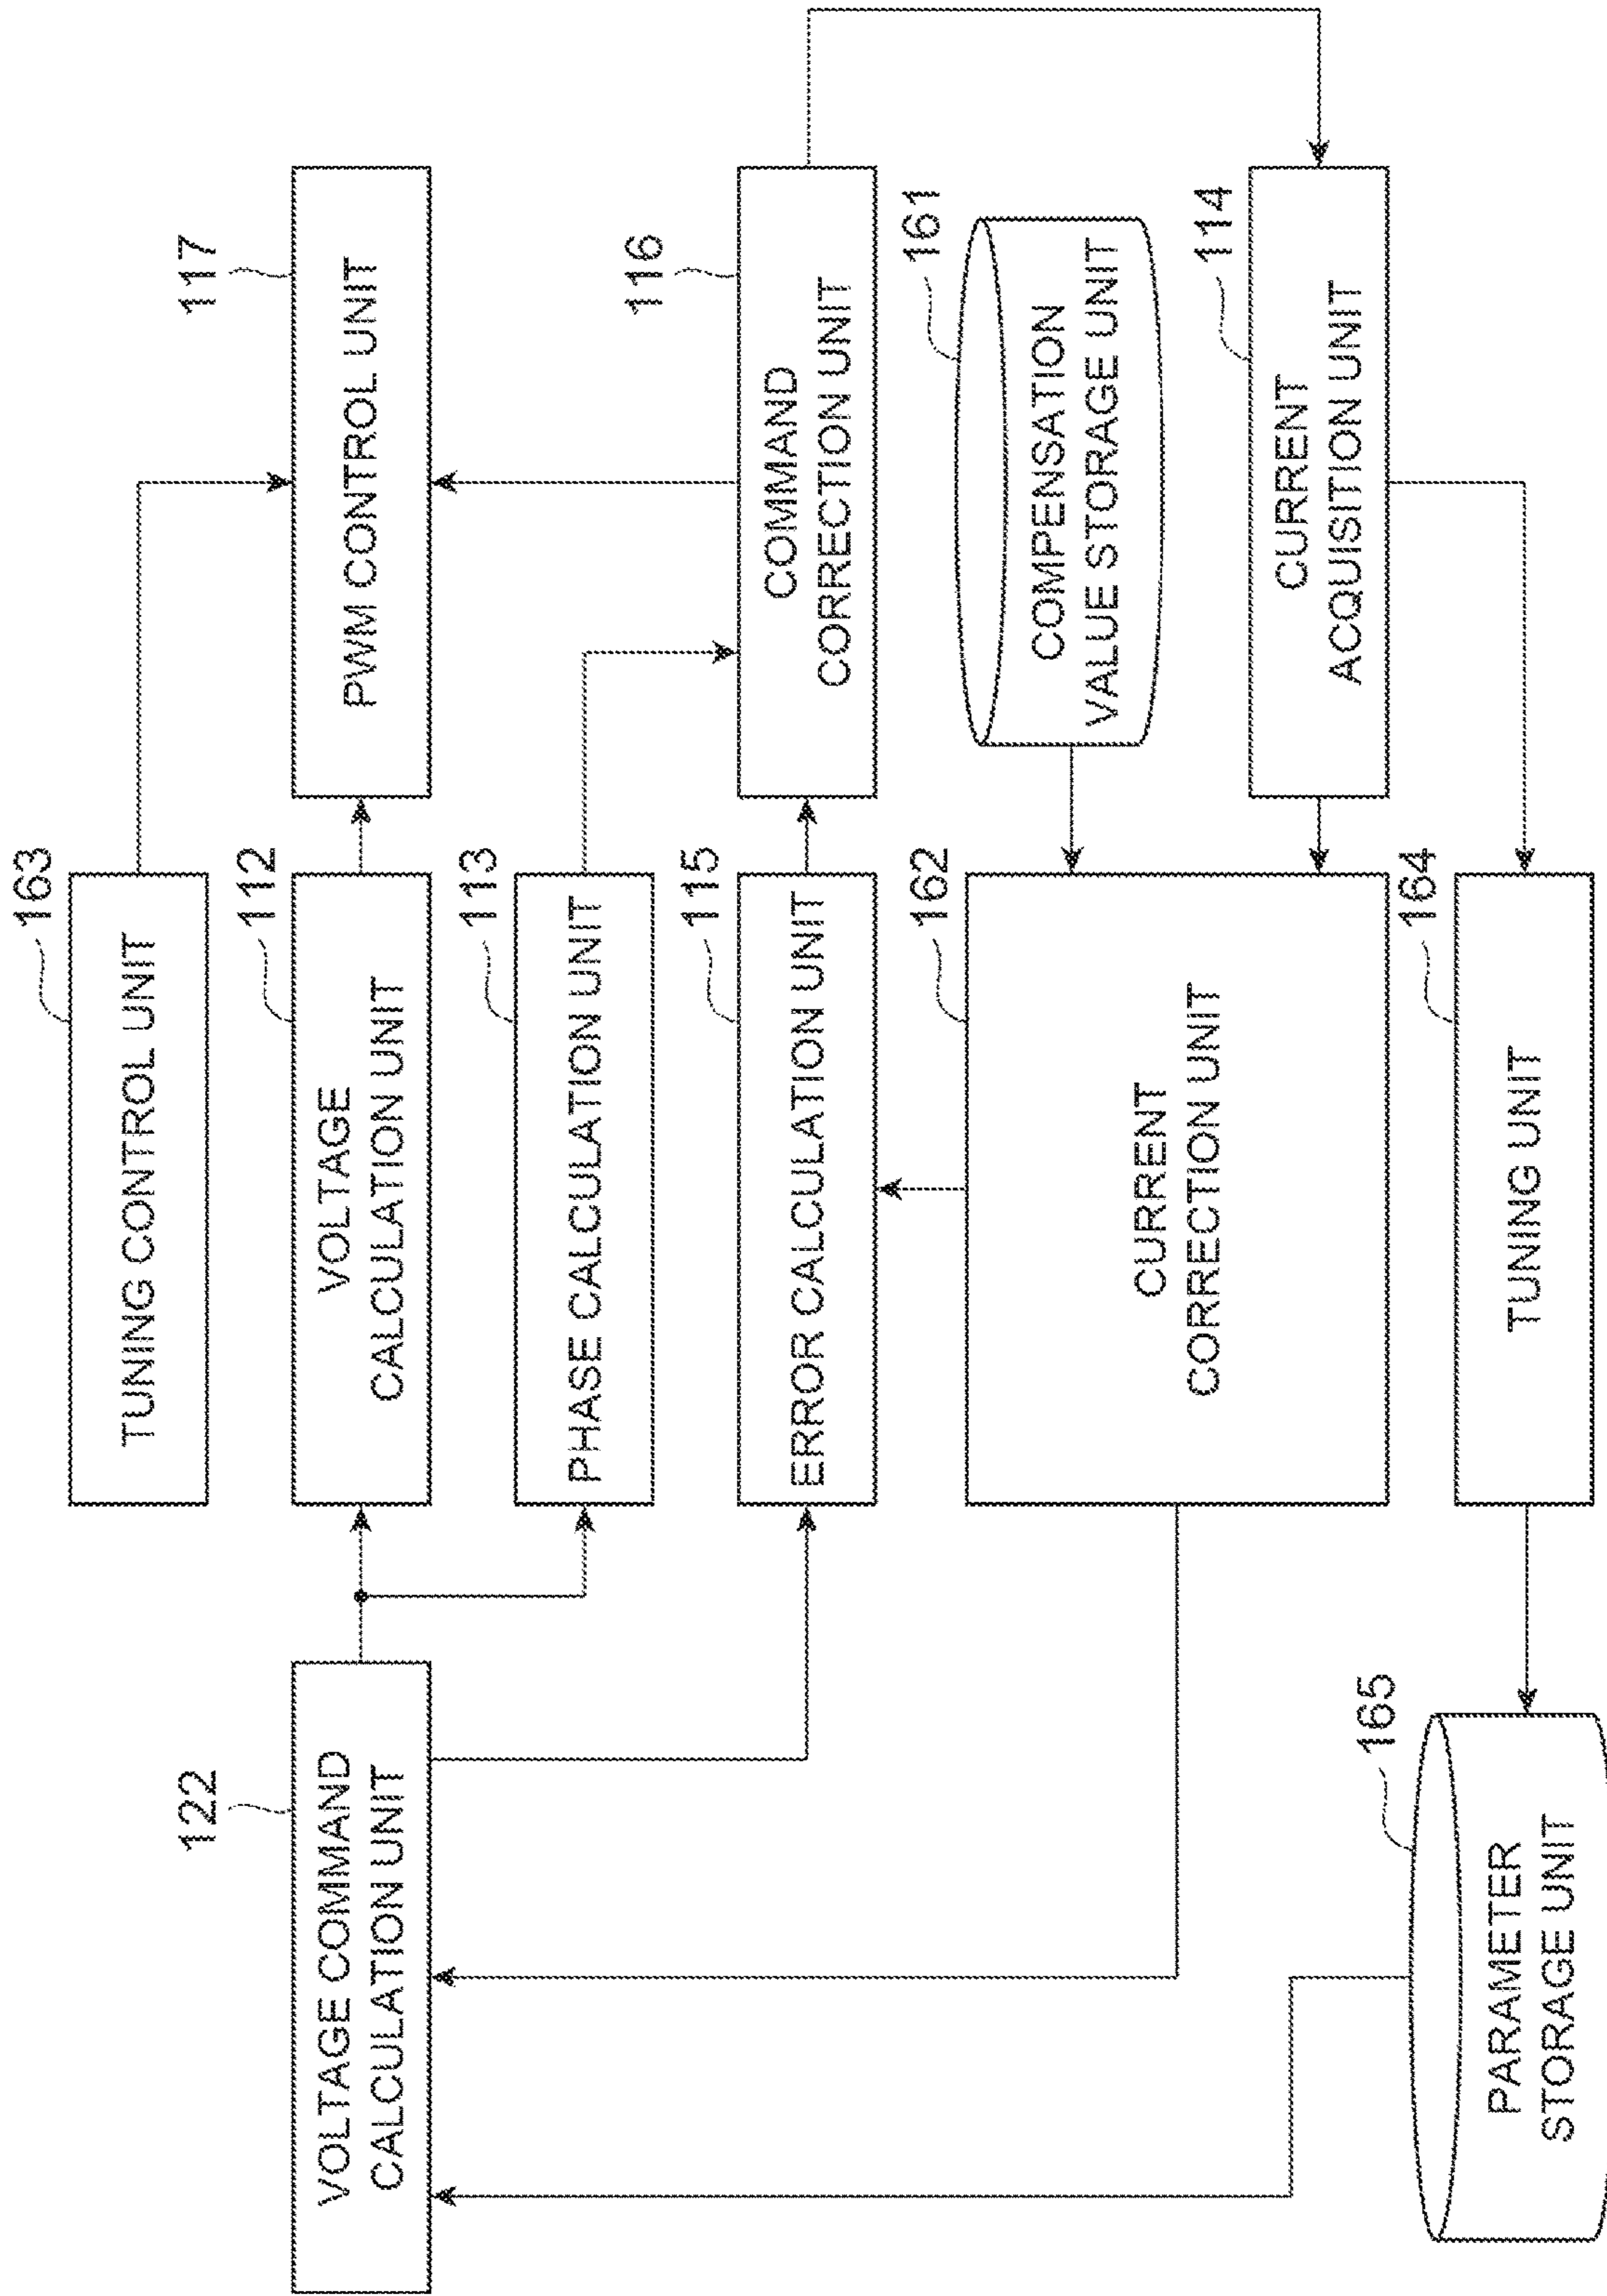 163
TUNING CONTROL UNIT
122
VOLTAGE COMMAND
CALCULATION UNIT
112
VOLTAGE
CALCULATION UNIT
117
PWM CONTROL UNIT
113
PHASE CALCULATION UNIT
115
ERROR CALCULATION UNIT
116
COMMAND
CORRECTION UNIT
162
CURRENT
CORRECTION UNIT
161
COMPENSATION
VALUE STORAGE UNIT
114
CURRENT
ACQUISITION UNIT
165
PARAMETER
STORAGE UNIT
164
TUNING UNIT